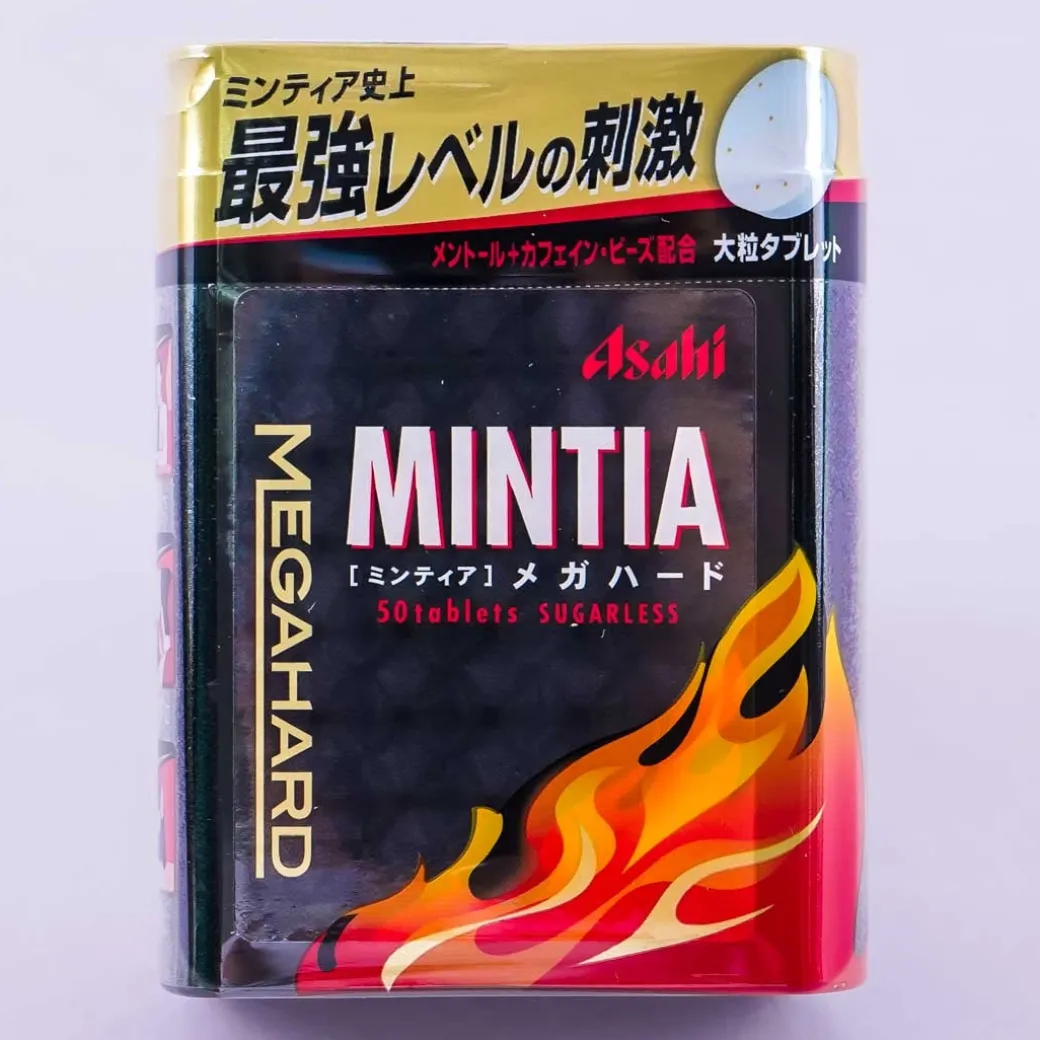 ミンティア史上
最強レベルの刺激
メントール+カフェイン・ビーズ配合 大粒タブレット
Asahi
MEGAHARD
MINTIA
[ミンティア] メガハード
50tablets SUGARLESS